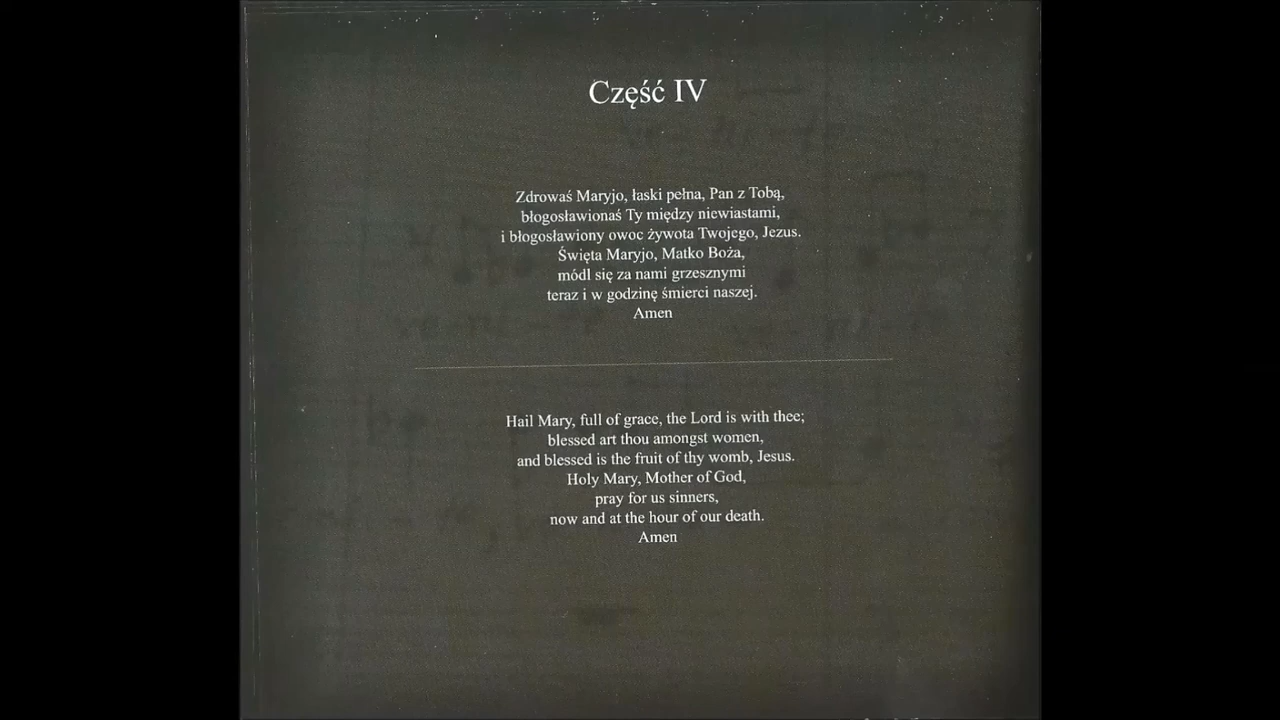 Część IV
Zdrowaś Maryjo, łaski pełna, Pan z Tobą,
błogosławionaś Ty między niewiastami,
i błogosławiony owoc żywota Twojego, Jezus.
Święta Maryjo, Matko Boża,
módl się za nami grzesznymi
teraz i w godzinę śmierci naszej.
Amen
Hail Mary, full of grace, the Lord is with thee;
blessed art thou amongst women,
and blessed is the fruit of thy womb, Jesus.
Holy Mary, Mother of God,
pray for us sinners,
now and at the hour of our death.
Amen